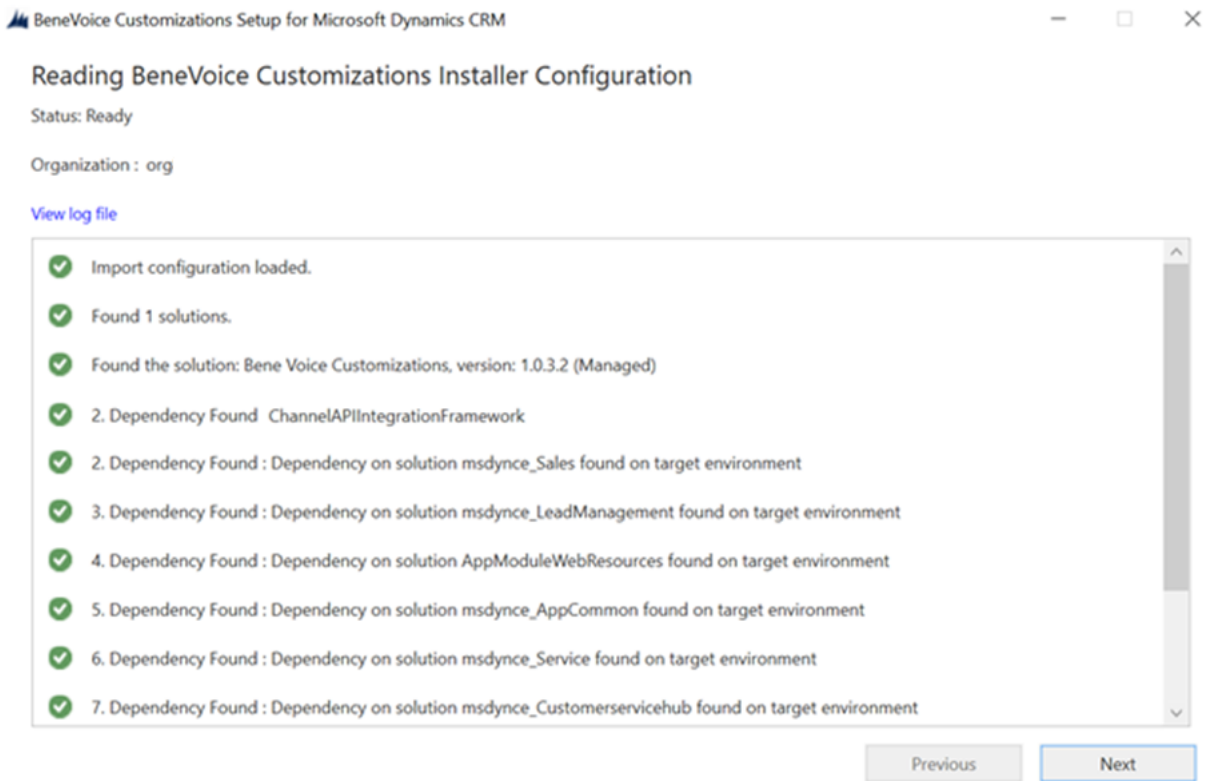 BeneVoice Customizations Setup for Microsoft Dynamics CRM
Reading BeneVoice Customizations Installer Configuration
Status: Ready
Organization : org
View log file
Import configuration loaded.
Found 1 solutions.
Found the solution: Bene Voice Customizations, version: 1.0.3.2 (Managed)
2. Dependency Found ChannelAPIIntegrationFramework
2. Dependency Found : Dependency on solution msdynce_Sales found on target environment
3. Dependency Found : Dependency on solution msdynce_LeadManagement found on target environment
4. Dependency Found : Dependency on solution AppModuleWebResources found on target environment
5. Dependency Found : Dependency on solution msdynce_AppCommon found on target environment
6. Dependency Found : Dependency on solution msdynce_Service found on target environment
7. Dependency Found : Dependency on solution msdynce_Customerservicehub found on target environment
Previous Next